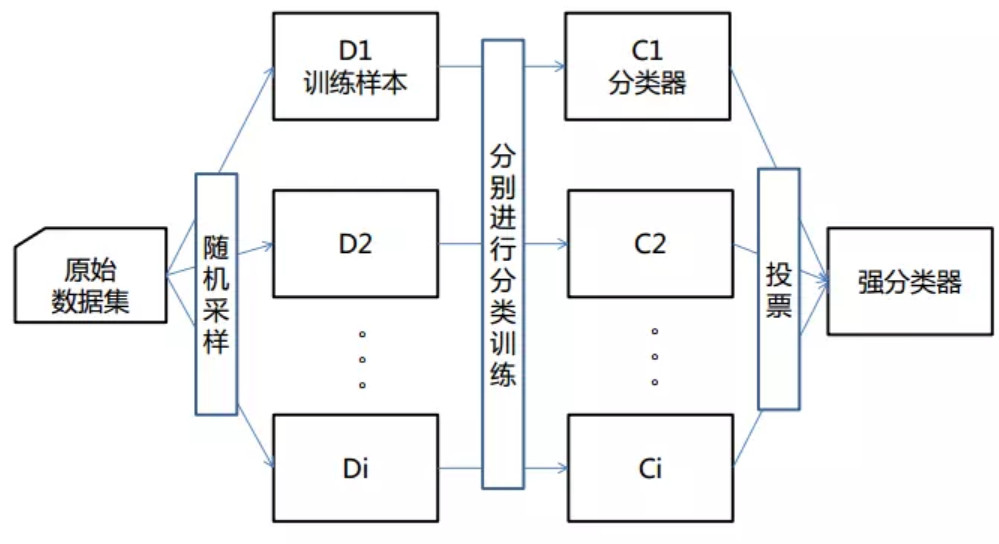 原始
数据集
随机采样
D1
训练样本
D2
。
。
。
Di
分别进行分类训练
C1
分类器
C2
。
。
。
Ci
投票
强分类器